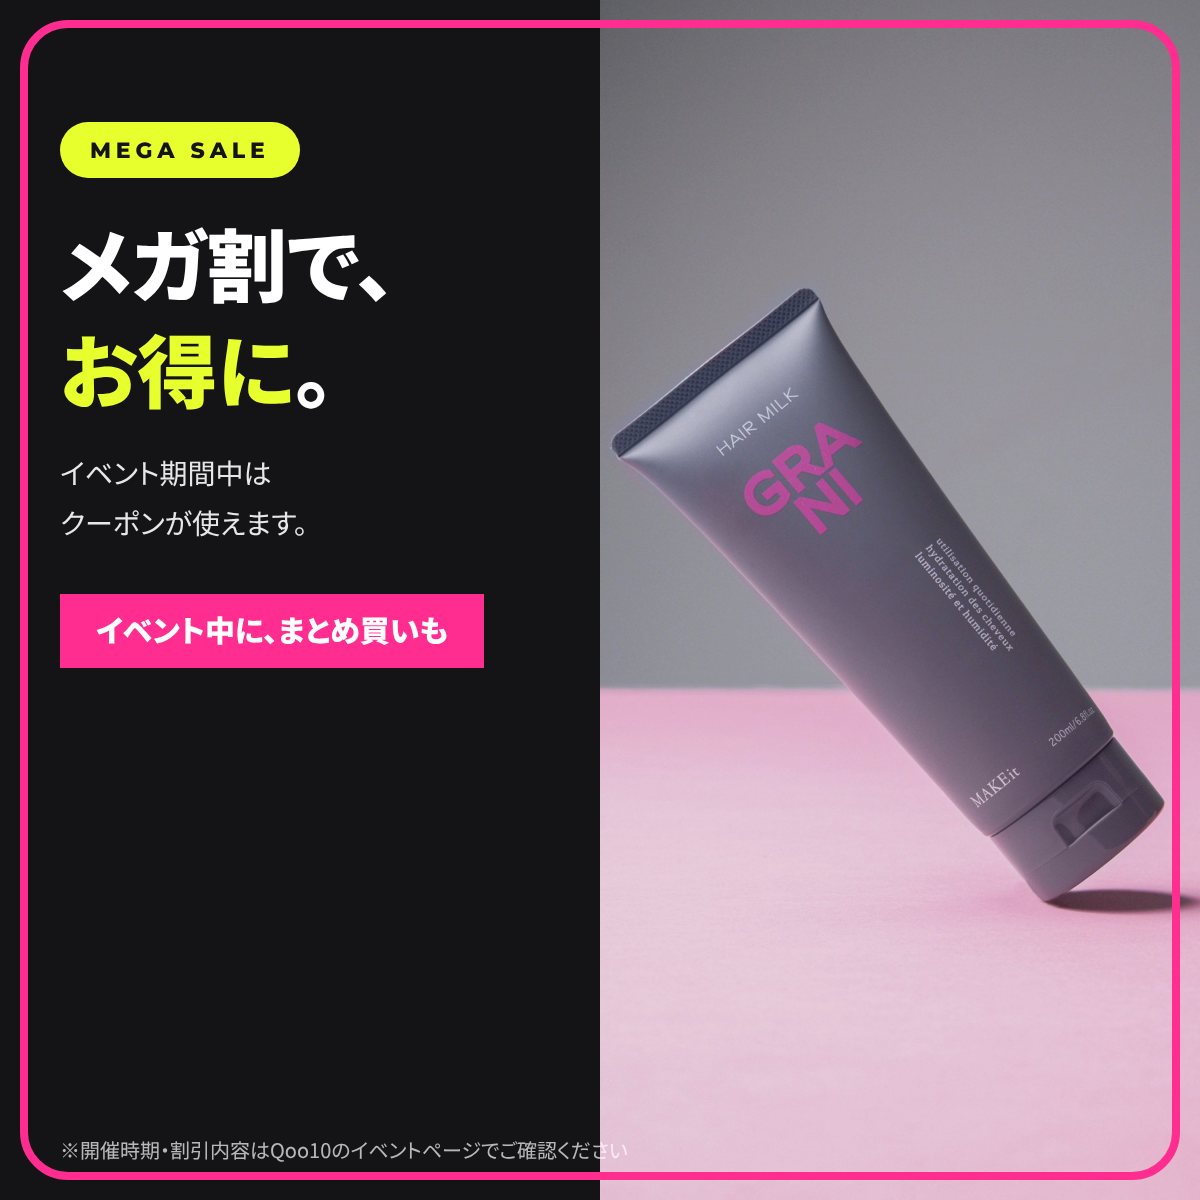 MEGA SALE
メガ割で、
お得に。
イベント期間中は
クーポンが使えます。
イベント中に、まとめ買いも
HAIR MILK
GRA
NI
utilisation quotidienne
hydratation des cheveux
luminosité et humidité
200ml/6.8fl.oz
MAKEit
※開催時期・割引内容はQoo10のイベントページでご確認ください